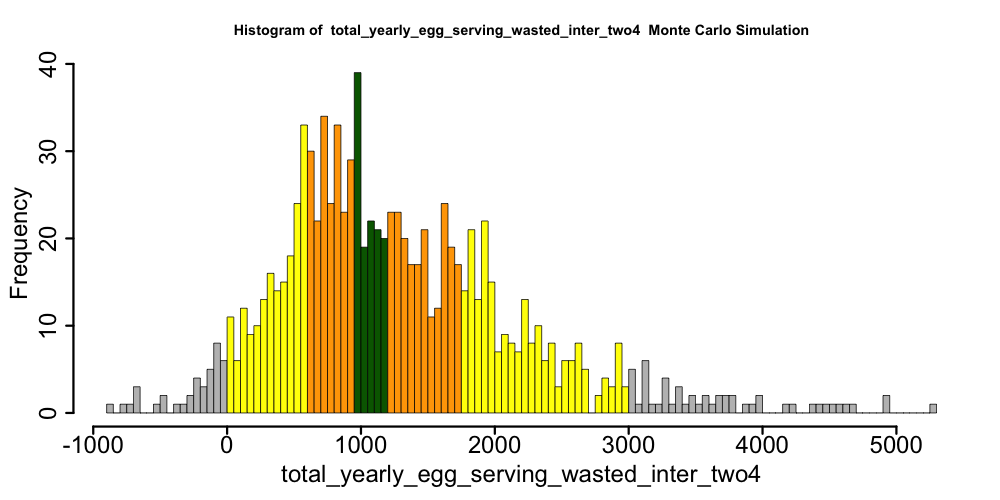 Histogram of  total_yearly_egg_serving_wasted_inter_two4  Monte Carlo Simulation
Frequency
40
30
20
10
0
-1000 0 1000 2000 3000 4000 5000
total_yearly_egg_serving_wasted_inter_two4